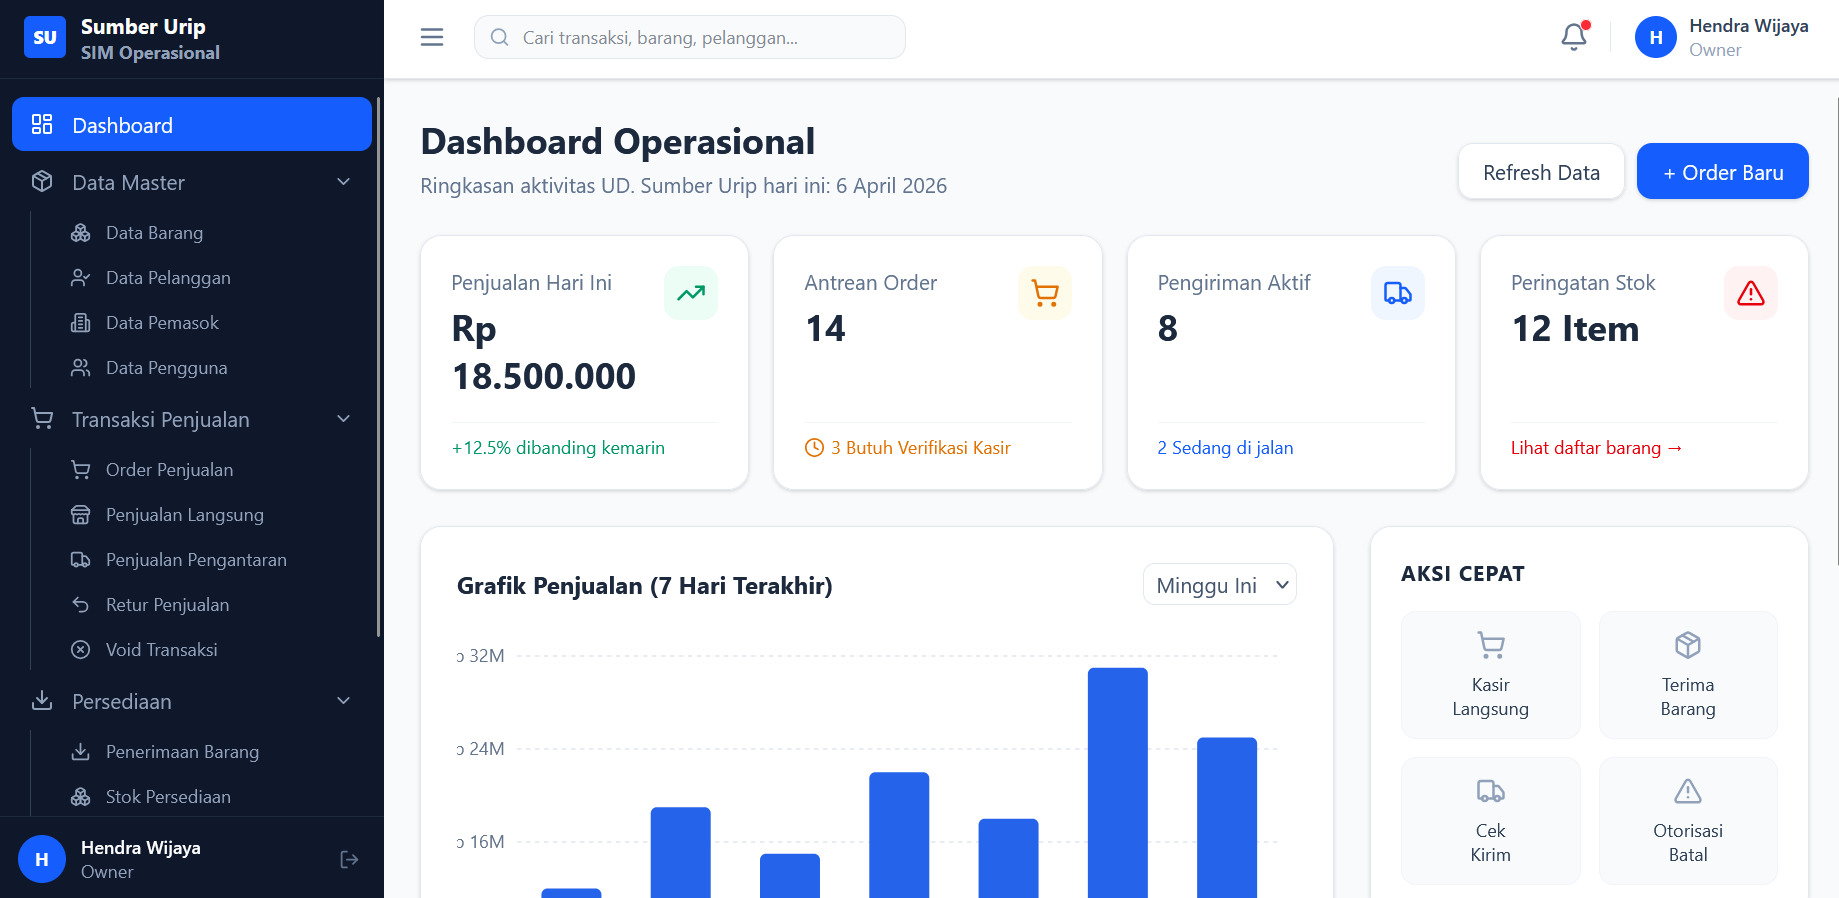 SU
Sumber Urip
SIM Operasional
Dashboard
Data Master
Data Barang
Data Pelanggan
Data Pemasok
Data Pengguna
Transaksi Penjualan
Order Penjualan
Penjualan Langsung
Penjualan Pengantaran
Retur Penjualan
Void Transaksi
Persediaan
Penerimaan Barang
Stok Persediaan
H
Hendra Wijaya
Owner
Cari transaksi, barang, pelanggan...
H
Hendra Wijaya
Owner
Dashboard Operasional
Ringkasan aktivitas UD. Sumber Urip hari ini: 6 April 2026
Refresh Data
+ Order Baru
Penjualan Hari Ini
Rp
18.500.000
+12.5% dibanding kemarin
Antrean Order
14
3 Butuh Verifikasi Kasir
Pengiriman Aktif
8
2 Sedang di jalan
Peringatan Stok
12 Item
Lihat daftar barang →
Grafik Penjualan (7 Hari Terakhir)
Minggu Ini
32M
24M
16M
AKSI CEPAT
Kasir
Langsung
Terima
Barang
Cek
Kirim
Otorisasi
Batal